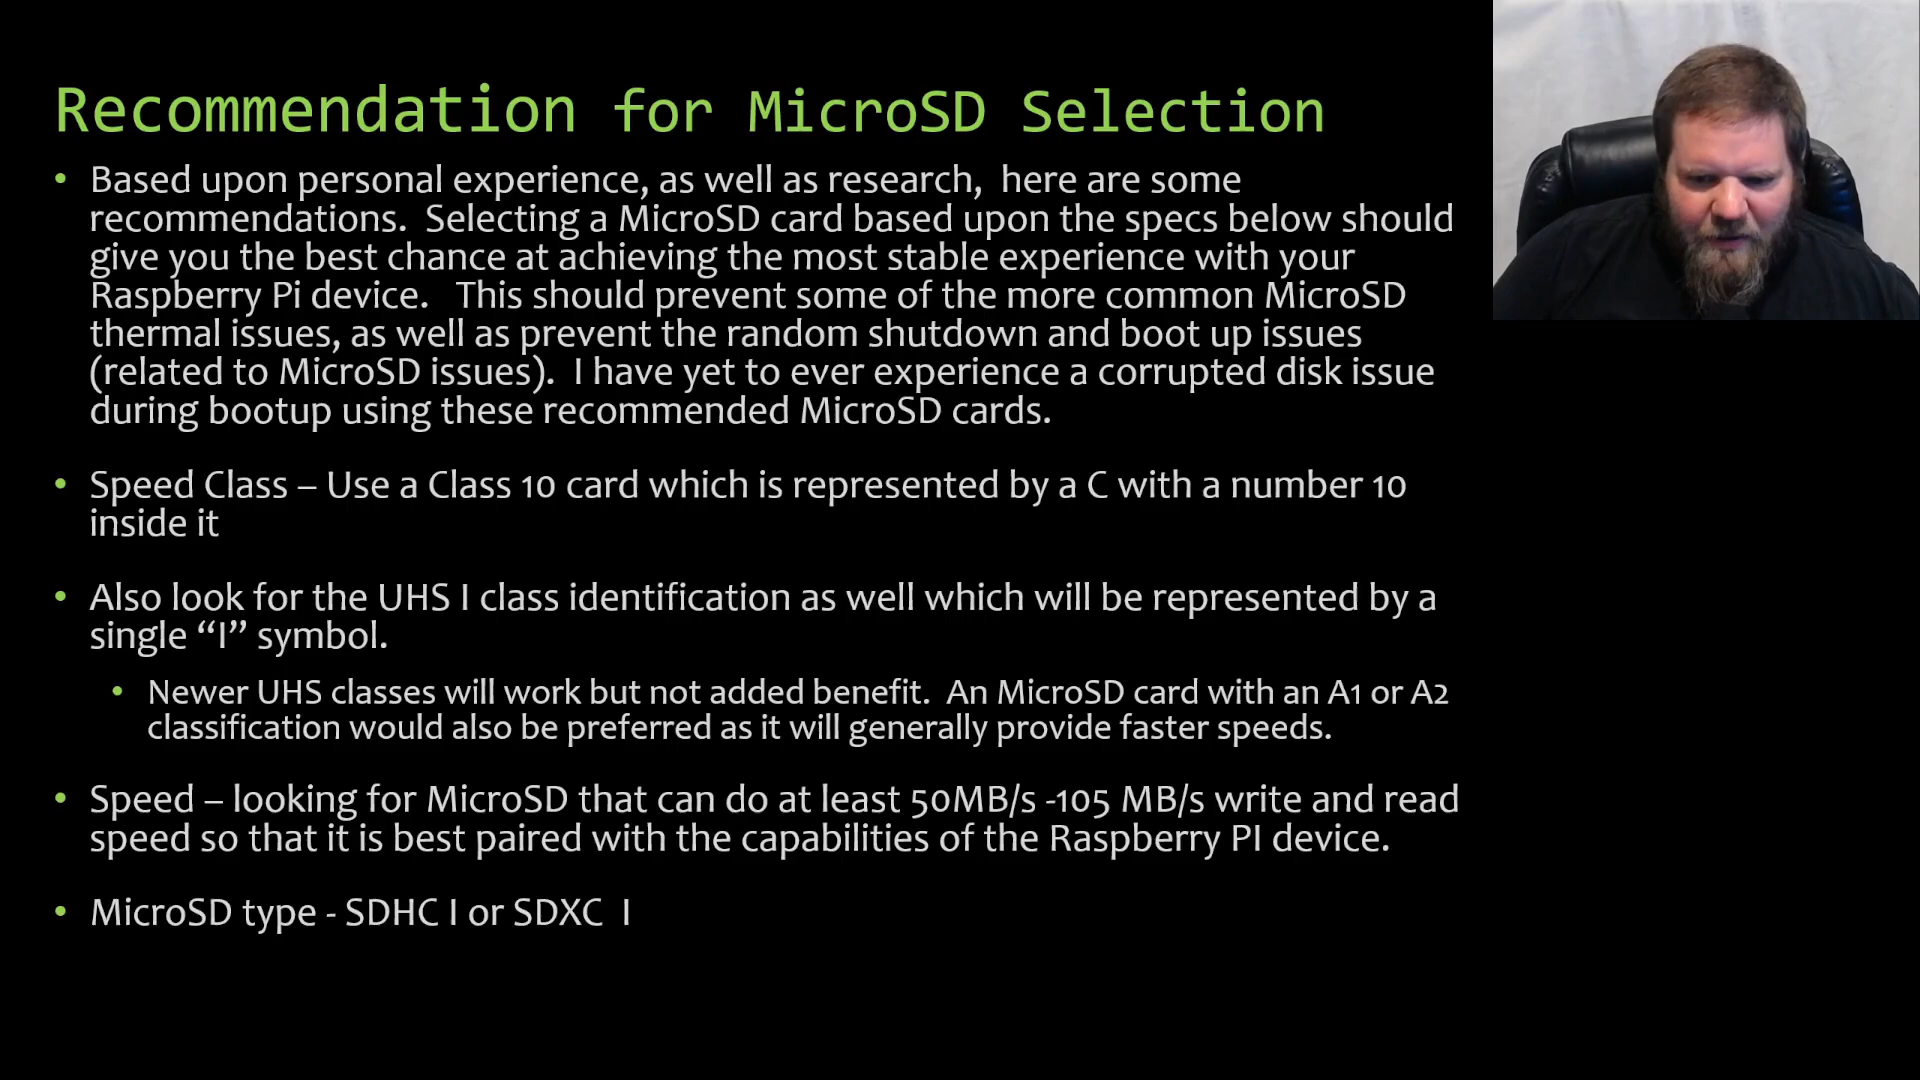 Recommendation for MicroSD Selection
• Based upon personal experience, as well as research,  here are some
recommendations.  Selecting a MicroSD card based upon the specs below should
give you the best chance at achieving the most stable experience with your
Raspberry Pi device.   This should prevent some of the more common MicroSD
thermal issues, as well as prevent the random shutdown and boot up issues
(related to MicroSD issues).  I have yet to ever experience a corrupted disk issue
during bootup using these recommended MicroSD cards.
• Speed Class – Use a Class 10 card which is represented by a C with a number 10
inside it
• Also look for the UHS I class identification as well which will be represented by a
single “I” symbol.
• Newer UHS classes will work but not added benefit.  An MicroSD card with an A1 or A2
classification would also be preferred as it will generally provide faster speeds.
• Speed – looking for MicroSD that can do at least 50MB/s -105 MB/s write and read
speed so that it is best paired with the capabilities of the Raspberry PI device.
• MicroSD type - SDHC I or SDXC  I